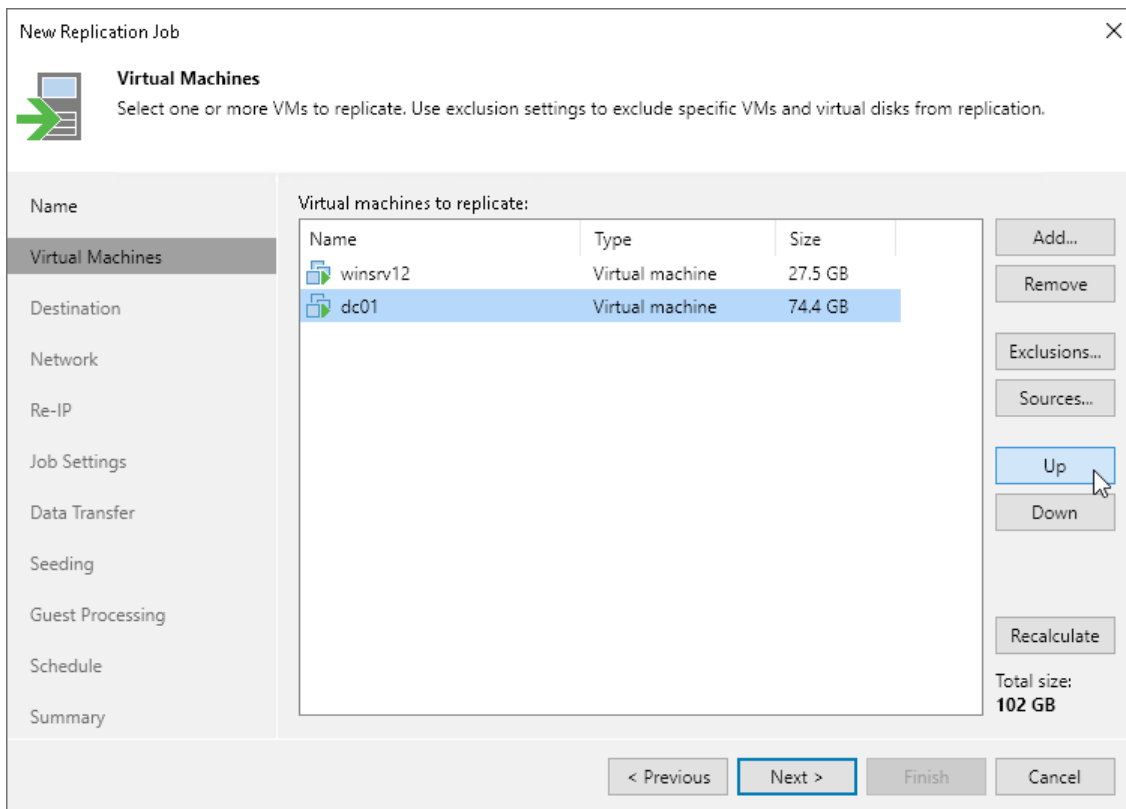 New Replication Job
Virtual Machines
Select one or more VMs to replicate. Use exclusion settings to exclude specific VMs and virtual disks from replication.
Name
Virtual Machines
Destination
Network
Re-IP
Job Settings
Data Transfer
Seeding
Guest Processing
Schedule
Summary
Virtual machines to replicate:
Name Type Size
winsrv12 Virtual machine 27.5 GB
dc01 Virtual machine 74.4 GB
Add...
Remove
Exclusions...
Sources...
Up
Down
Recalculate
Total size:
102 GB
< Previous Next > Finish Cancel